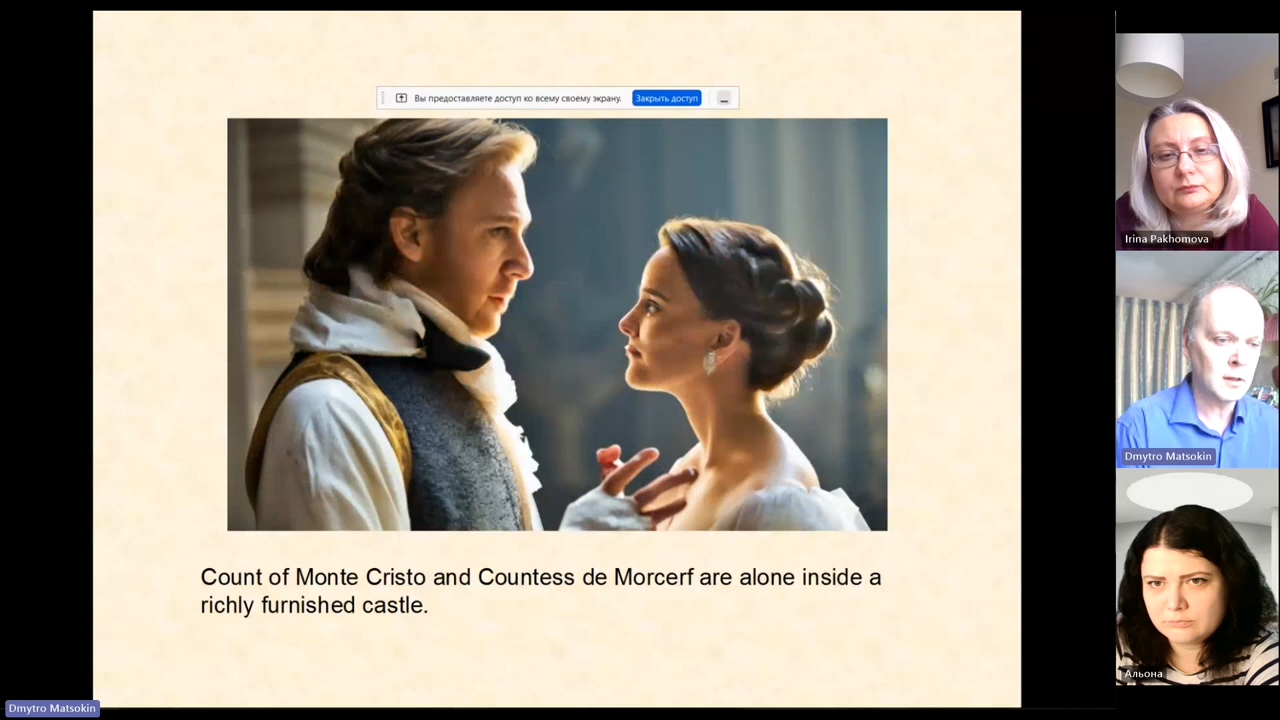 Вы предоставляете доступ ко всему своему экрану.
Закрыть доступ
Irina Pakhomova
Dmytro Matsokin
Count of Monte Cristo and Countess de Morcerf are alone inside a
richly furnished castle.
Альона
Dmytro Matsokin